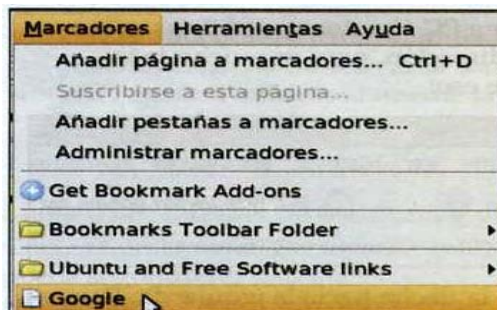 Marcadores Herramientas Ayuda
Añadir página a marcadores... Ctrl+D
Suscribirse a esta página...
Añadir pestañas a marcadores...
Administrar marcadores...
Get Bookmark Add-ons
Bookmarks Toolbar Folder
Ubuntu and Free Software links
Google